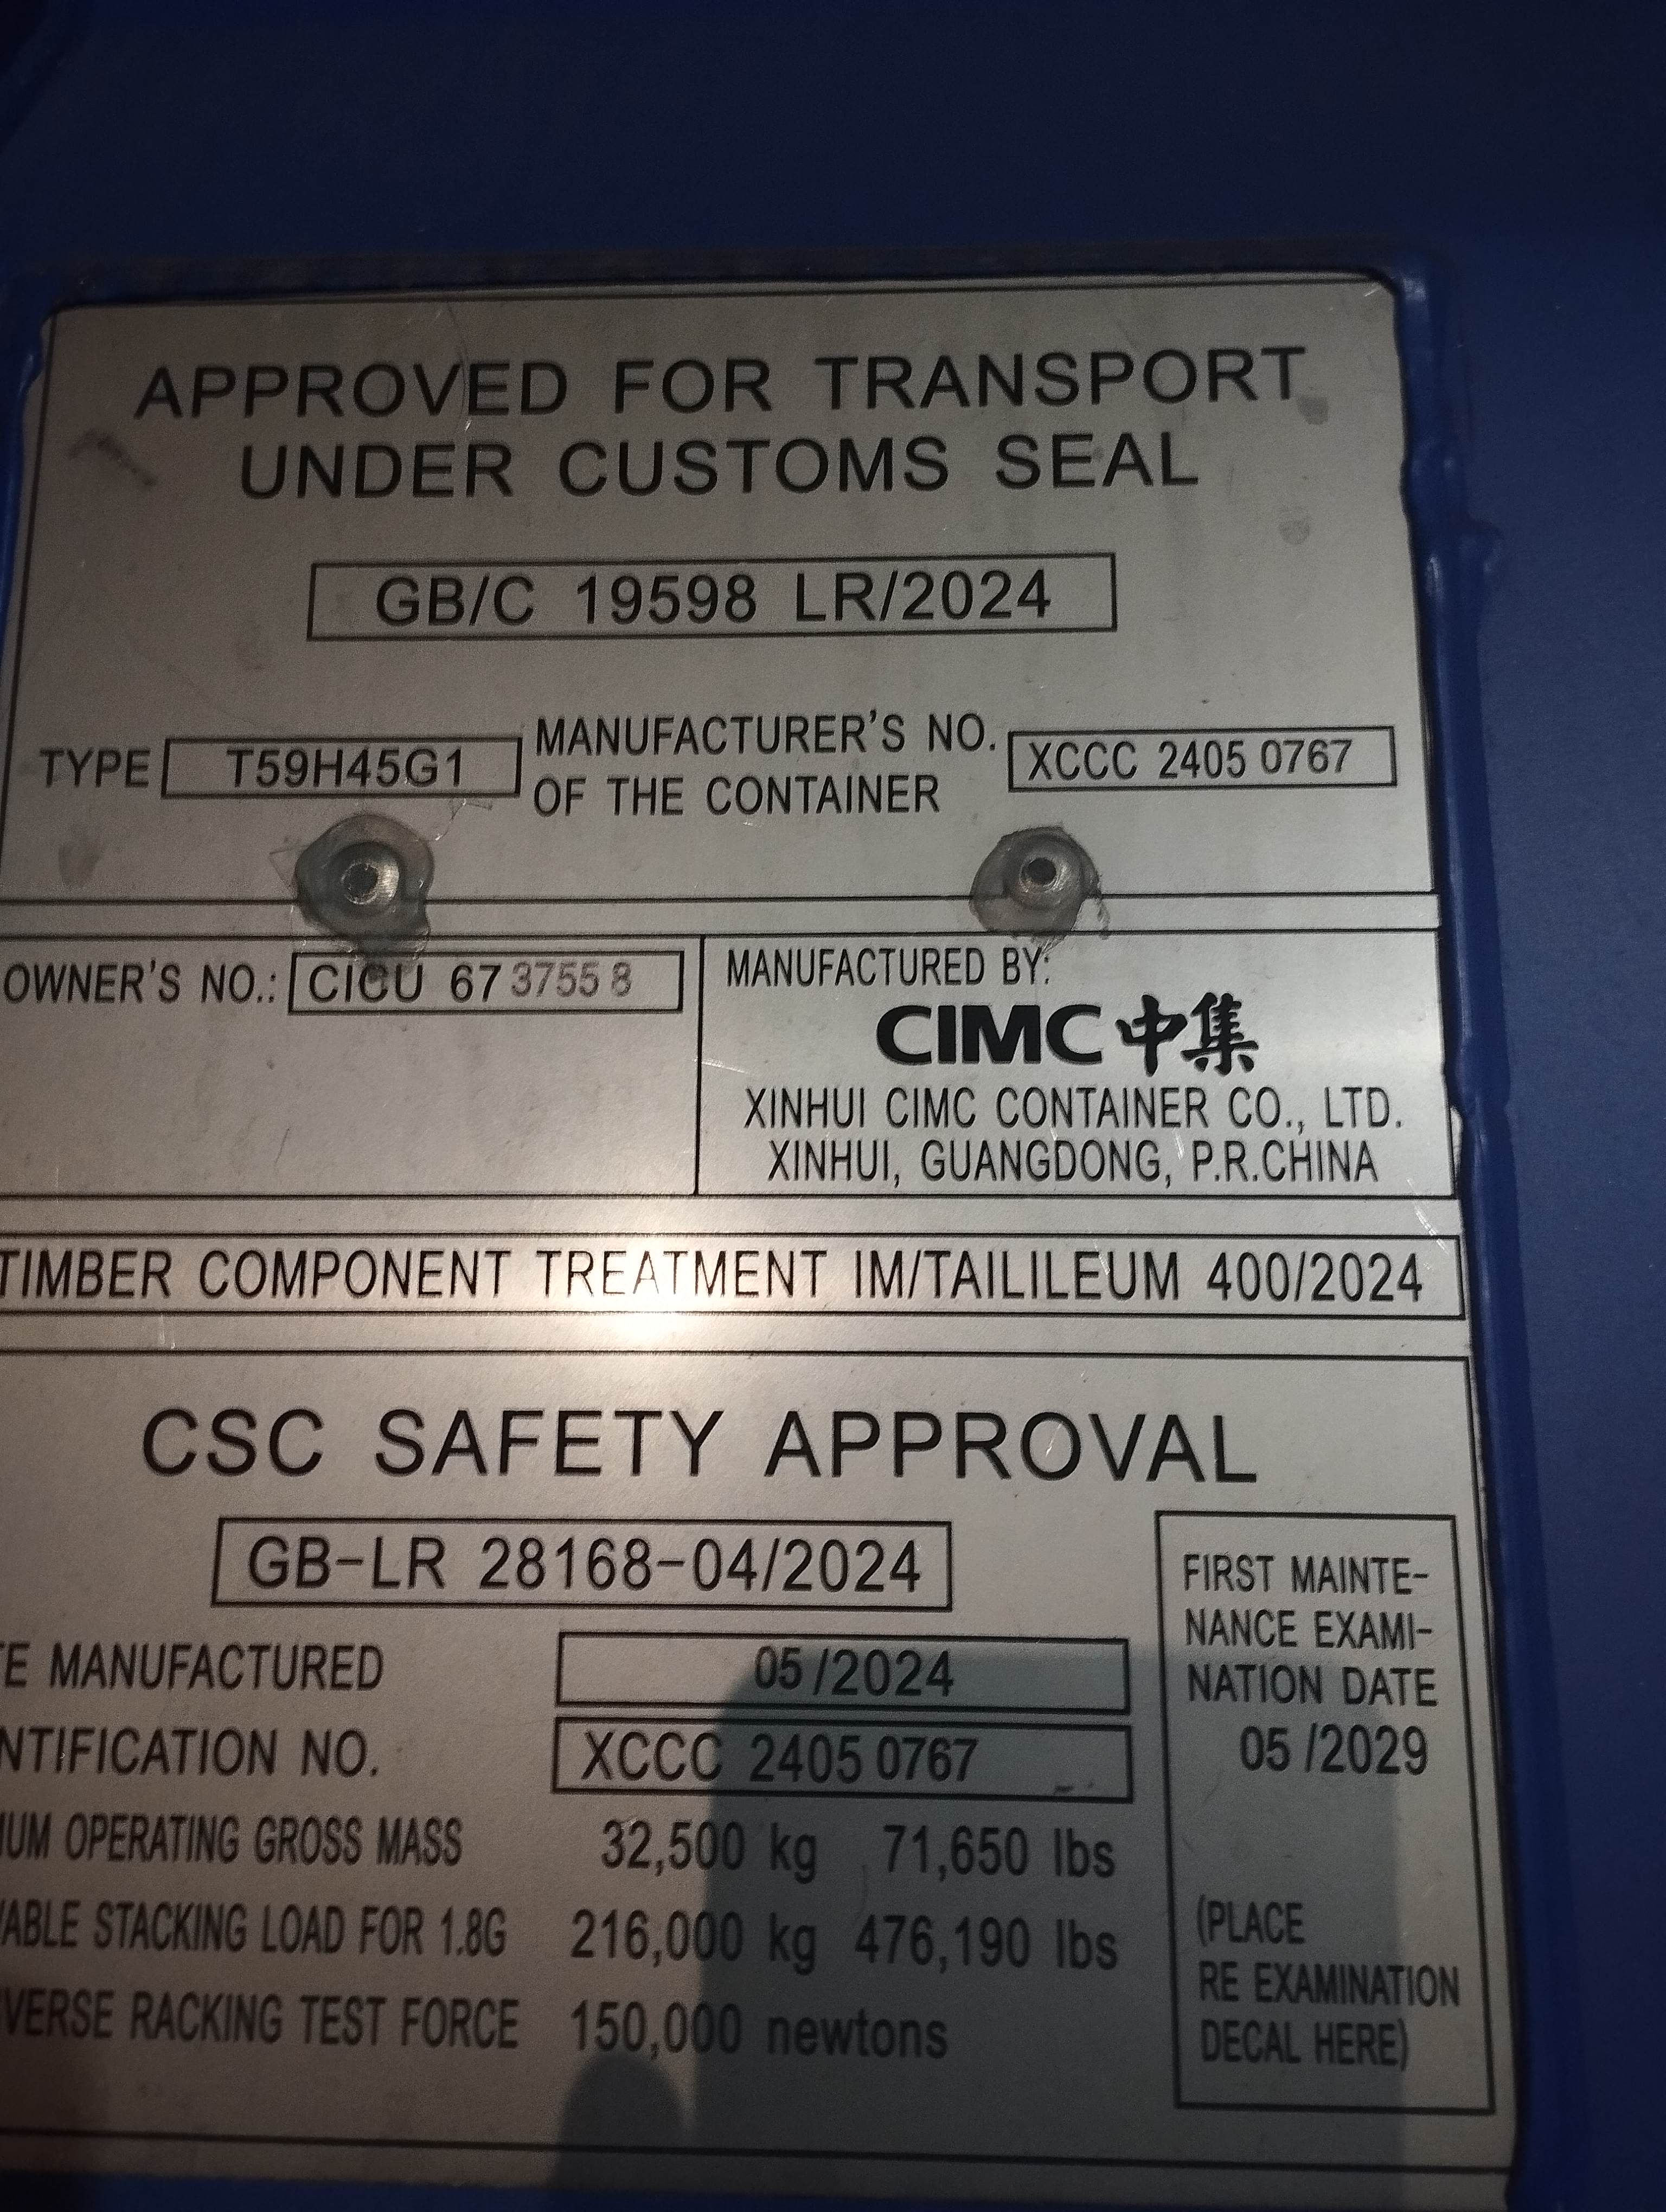 APPROVED FOR TRANSPORT
UNDER CUSTOMS SEAL
GB/C 19598 LR/2024
TYPE T59H45G1
MANUFACTURER'S NO.
OF THE CONTAINER
XCCC 2405 0767
OWNER'S NO.: CICU 67 3755 8
MANUFACTURED BY:
CIMC 中集
XINHUI CIMC CONTAINER CO., LTD.
XINHUI, GUANGDONG, P.R.CHINA
TIMBER COMPONENT TREATMENT IM/TAILILEUM 400/2024
CSC SAFETY APPROVAL
GB-LR 28168-04/2024
TE MANUFACTURED 05/2024
NTIFICATION NO. XCCC 2405 0767
MUM OPERATING GROSS MASS 32,500 kg 71,650 lbs
ABLE STACKING LOAD FOR 1.8G 216,000 kg 476,190 lbs
VERSE RACKING TEST FORCE 150,000 newtons
FIRST MAINTE-
NANCE EXAMI-
NATION DATE
05 /2029
(PLACE
RE EXAMINATION
DECAL HERE)